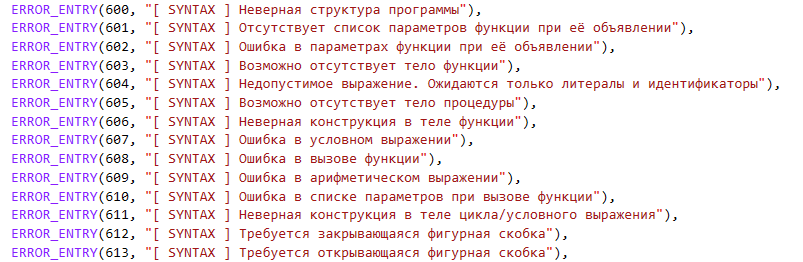 ERROR_ENTRY(600, "[ SYNTAX ] Неверная структура программы"),
ERROR_ENTRY(601, "[ SYNTAX ] Отсутствует список параметров функции при её объявлении"),
ERROR_ENTRY(602, "[ SYNTAX ] Ошибка в параметрах функции при её объявлении"),
ERROR_ENTRY(603, "[ SYNTAX ] Возможно отсутствует тело функции"),
ERROR_ENTRY(604, "[ SYNTAX ] Недопустимое выражение. Ожидаются только литералы и идентификаторы"),
ERROR_ENTRY(605, "[ SYNTAX ] Возможно отсутствует тело процедуры"),
ERROR_ENTRY(606, "[ SYNTAX ] Неверная конструкция в теле функции"),
ERROR_ENTRY(607, "[ SYNTAX ] Ошибка в условном выражении"),
ERROR_ENTRY(608, "[ SYNTAX ] Ошибка в вызове функции"),
ERROR_ENTRY(609, "[ SYNTAX ] Ошибка в арифметическом выражении"),
ERROR_ENTRY(610, "[ SYNTAX ] Ошибка в списке параметров при вызове функции"),
ERROR_ENTRY(611, "[ SYNTAX ] Неверная конструкция в теле цикла/условного выражения"),
ERROR_ENTRY(612, "[ SYNTAX ] Требуется закрывающаяся фигурная скобка"),
ERROR_ENTRY(613, "[ SYNTAX ] Требуется открывающаяся фигурная скобка"),